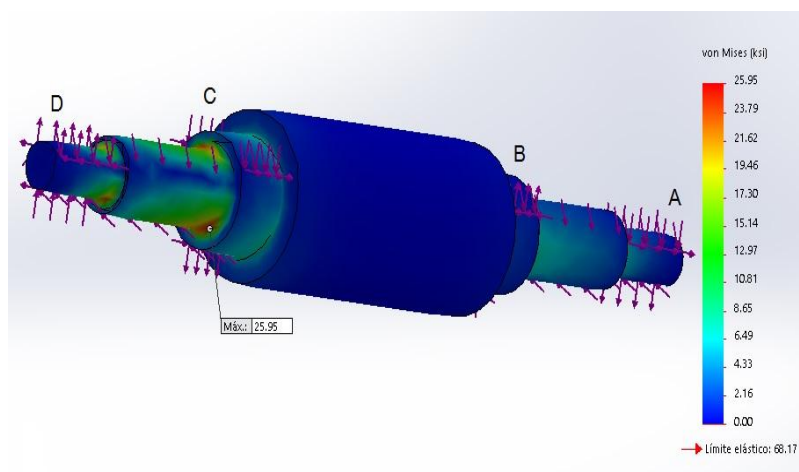 von Mises (ksi)
25.95
23.79
21.62
19.46
17.30
15.14
12.97
10.81
8.65
6.49
4.33
2.16
0.00
Límite elástico: 68.17
D
C
B
A
Máx.: 25.95